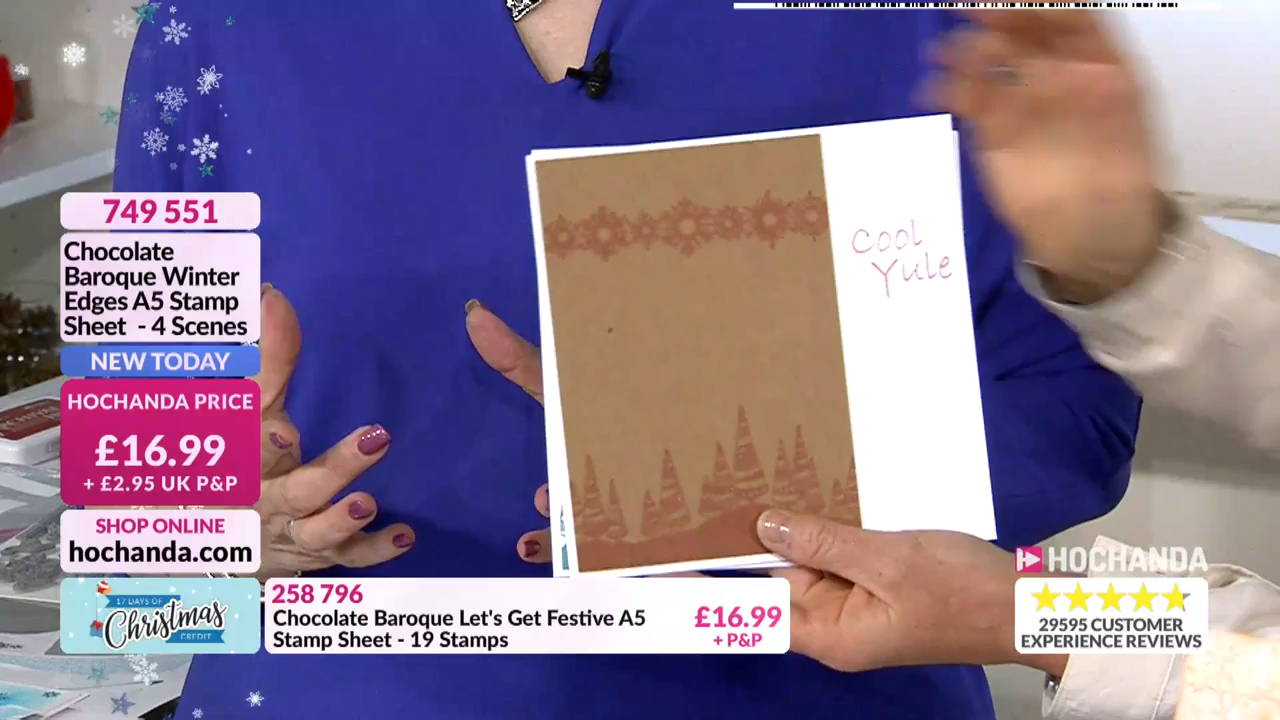 749 551
Chocolate
Baroque Winter
Edges A5 Stamp
Sheet - 4 Scenes
NEW TODAY
HOCHANDA PRICE
£16.99
+ £2.95 UK P&P
SHOP ONLINE
hochanda.com
17 DAYS OF
Christmas
CREDIT
258 796
Chocolate Baroque Let's Get Festive A5
Stamp Sheet - 19 Stamps
£16.99
+ P&P
Cool
Yule
HOCHANDA
29595 CUSTOMER
EXPERIENCE REVIEWS